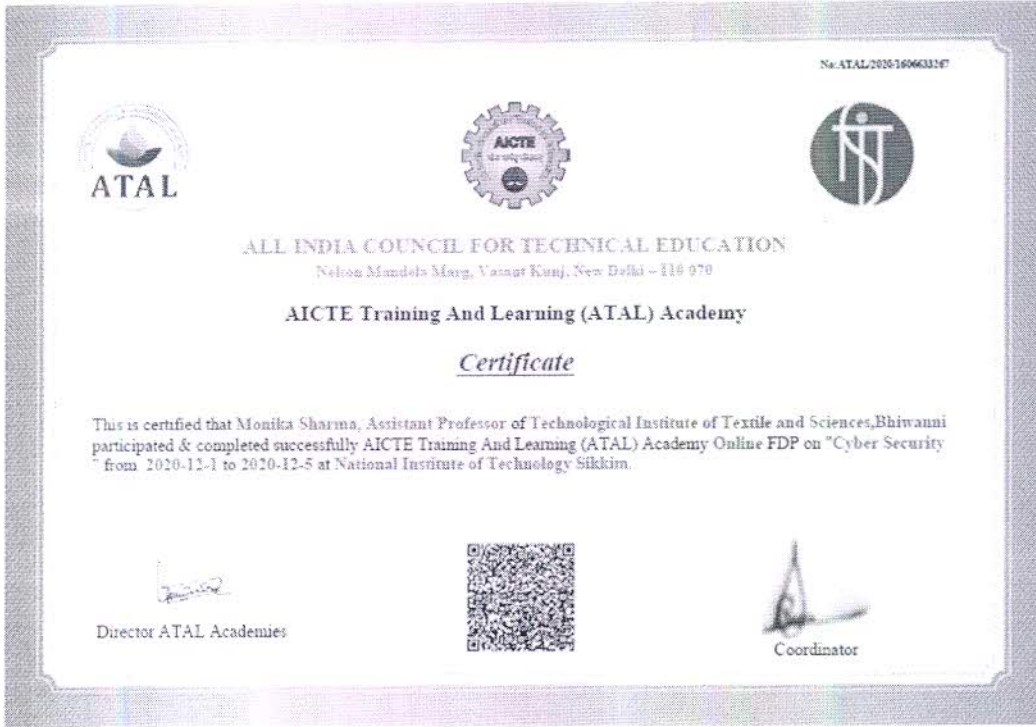 No:ATAL/2020/1606633267
ATAL
AICTE
ALL INDIA COUNCIL FOR TECHNICAL EDUCATION
Nelson Mandela Marg, Vasant Kunj, New Delhi – 110 070
AICTE Training And Learning (ATAL) Academy
Certificate
This is certified that Monika Sharma, Assistant Professor of Technological Institute of Textile and Sciences,Bhiwanni
participated & completed successfully AICTE Training And Learning (ATAL) Academy Online FDP on "Cyber Security
" from 2020-12-1 to 2020-12-5 at National Institute of Technology Sikkim.
Director ATAL Academies
Coordinator